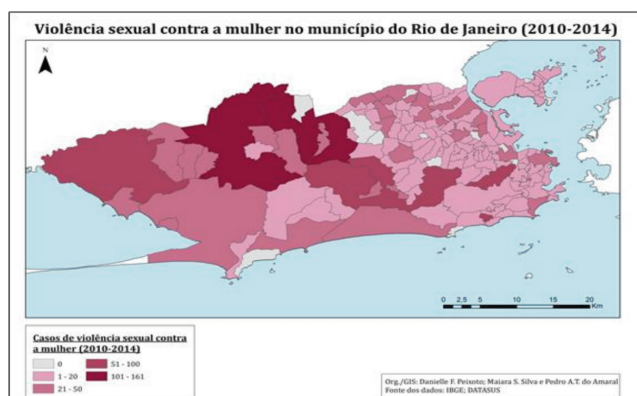 Violência sexual contra a mulher no município do Rio de Janeiro (2010-2014)
N
0 2,5 5 10 15 20
Km
Casos de violência sexual contra
a mulher (2010-2014)
0
1 - 20
21 - 50
51 - 100
101 - 161
Org./GIS: Danielle F. Peixoto; Maiara S. Silva e Pedro A.T. do Amaral
Fonte dos dados: IBGE; DATASUS